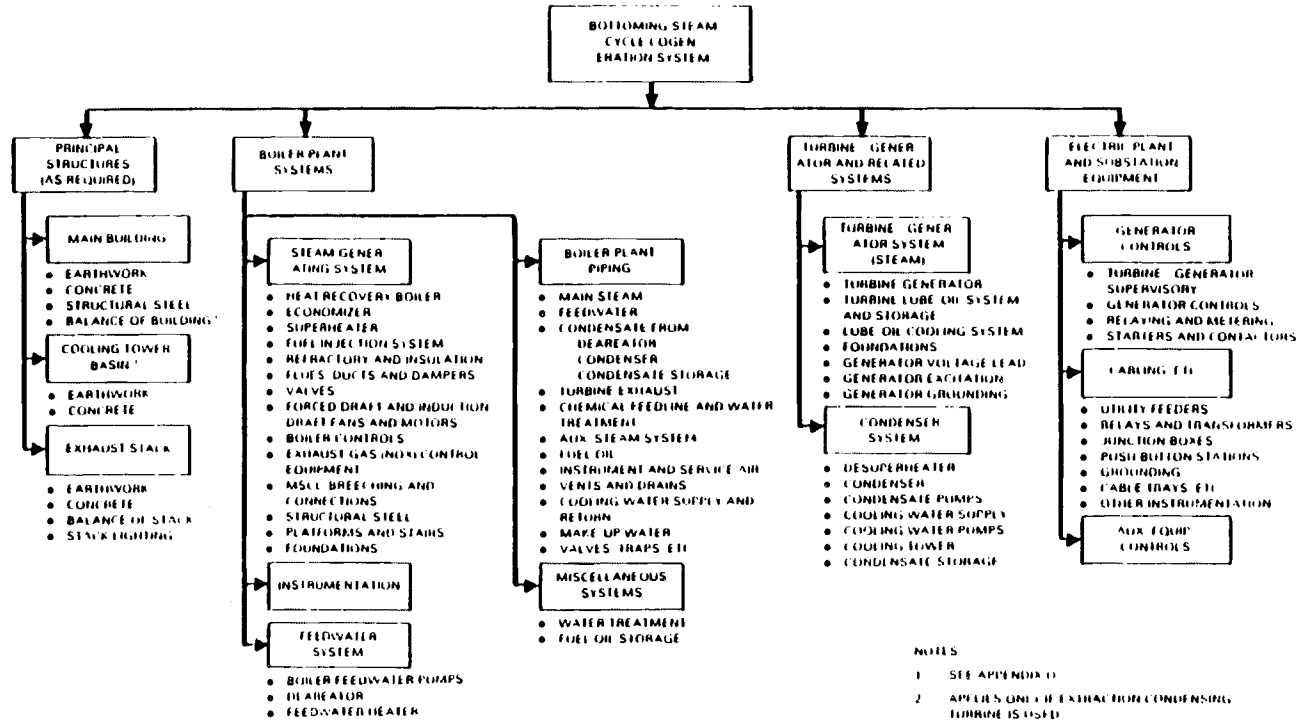 BOTTOMING STEAM
CYCLE COGEN
ERATION SYSTEM
PRINCIPAL
STRUCTURES
(AS REQUIRED)
BOILER PLANT
SYSTEMS
TURBINE GENER
ATOR AND RELATED
SYSTEMS
ELECTRIC PLANT
AND SUBSTATION
EQUIPMENT
MAIN BUILDING
• EARTHWORK
• CONCRETE
• STRUCTURAL STEEL
• BALANCE OF BUILDING
COOLING TOWER
BASIN
• EARTHWORK
• CONCRETE
EXHAUST STACK
• EARTHWORK
• CONCRETE
• BALANCE OF STACK
• STACK LIGHTING
STEAM GENER
ATING SYSTEM
• HEAT RECOVERY BOILER
• ECONOMIZER
• SUPERHEATER
• FUEL INJECTION SYSTEM
• REFRACTORY AND INSULATION
• FLUES, DUCTS AND DAMPERS
• VALVES
• FORCED DRAFT AND INDUCTION
DRAFT FANS AND MOTORS
• BOILER CONTROLS
• EXHAUST GAS (NOX) CONTROL
EQUIPMENT
• MSCL BREECHING AND
CONNECTIONS
• STRUCTURAL STEEL
• PLATFORMS AND STAIRS
• FOUNDATIONS
INSTRUMENTATION
FEEDWATER
SYSTEM
• BOILER FEEDWATER PUMPS
• DEAREATOR
• FEEDWATER HEATER
BOILER PLANT
PIPING
• MAIN STEAM
• FEEDWATER
• CONDENSATE FROM
DEAREATOR
CONDENSER
CONDENSATE STORAGE
• TURBINE EXHAUST
• CHEMICAL FEEDLINE AND WATER
TREATMENT
• AUX. STEAM SYSTEM
• FUEL OIL
• INSTRUMENT AND SERVICE AIR
• VENTS AND DRAINS
• COOLING WATER SUPPLY AND
RETURN
• MAKE UP WATER
• VALVES, TRAPS, ETC
MISCELLANEOUS
SYSTEMS
• WATER TREATMENT
• FUEL OIL STORAGE
TURBINE GENER
ATOR SYSTEM
(STEAM)
• TURBINE GENERATOR
• TURBINE LUBE OIL SYSTEM
AND STORAGE
• LUBE OIL COOLING SYSTEM
• FOUNDATIONS
• GENERATOR VOLTAGE LEAD
• GENERATOR EXCITATION
• GENERATOR GROUNDING
CONDENSER
SYSTEM
• DESUPERHEATER
• CONDENSER
• CONDENSATE PUMPS
• COOLING WATER SUPPLY
• COOLING WATER PUMPS
• COOLING TOWER
• CONDENSATE STORAGE
GENERATOR
CONTROLS
• TURBINE GENERATOR
SUPERVISORY
• GENERATOR CONTROLS
• RELAYING AND METERING
• STARTERS AND CONTACTORS
CABLING, ETC
• UTILITY FEEDERS
• RELAYS AND TRANSFORMERS
• JUNCTION BOXES
• PUSH BUTTON STATIONS
• GROUNDING
• CABLE TRAYS, ETC
• OTHER INSTRUMENTATION
AUX. EQUIP
CONTROLS
NOTES
1 SEE APPENDIX
2 APPLIES ONLY IF EXTRACTION CONDENSING
TURBINE IS USED